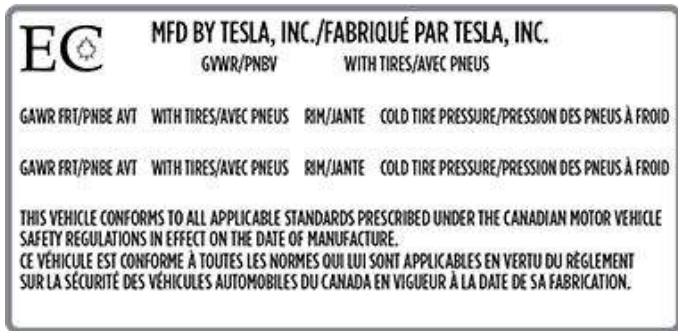 EC MFD BY TESLA, INC./FABRIQUÉ PAR TESLA, INC.
GVWR/PNBV WITH TIRES/AVEC PNEUS
GAWR FRT/PNBE AVT WITH TIRES/AVEC PNEUS RIM/JANTE COLD TIRE PRESSURE/PRESSION DES PNEUS À FROID
GAWR FRT/PNBE AVT WITH TIRES/AVEC PNEUS RIM/JANTE COLD TIRE PRESSURE/PRESSION DES PNEUS À FROID
THIS VEHICLE CONFORMS TO ALL APPLICABLE STANDARDS PRESCRIBED UNDER THE CANADIAN MOTOR VEHICLE
SAFETY REGULATIONS IN EFFECT ON THE DATE OF MANUFACTURE.
CE VÉHICULE EST CONFORME À TOUTES LES NORMES QUI LUI SONT APPLICABLES EN VERTU DU RÈGLEMENT
SUR LA SÉCURITÉ DES VÉHICULES AUTOMOBILES DU CANADA EN VIGUEUR À LA DATE DE SA FABRICATION.